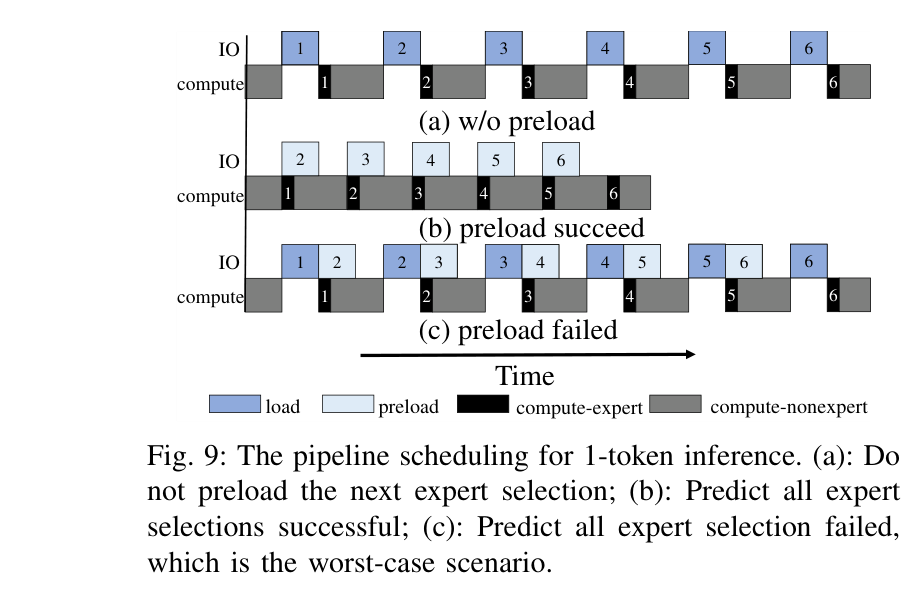 IO 1 2 3 4 5 6
compute 1 2 3 4 5 6
(a) w/o preload
IO 2 3 4 5 6
compute 1 2 3 4 5 6
(b) preload succeed
IO 1 2 2 3 3 4 4 5 5 6 6
compute 1 2 3 4 5 6
(c) preload failed
Time
load preload compute-expert compute-nonexpert
Fig. 9: The pipeline scheduling for 1-token inference. (a): Do
not preload the next expert selection; (b): Predict all expert
selections successful; (c): Predict all expert selection failed,
which is the worst-case scenario.